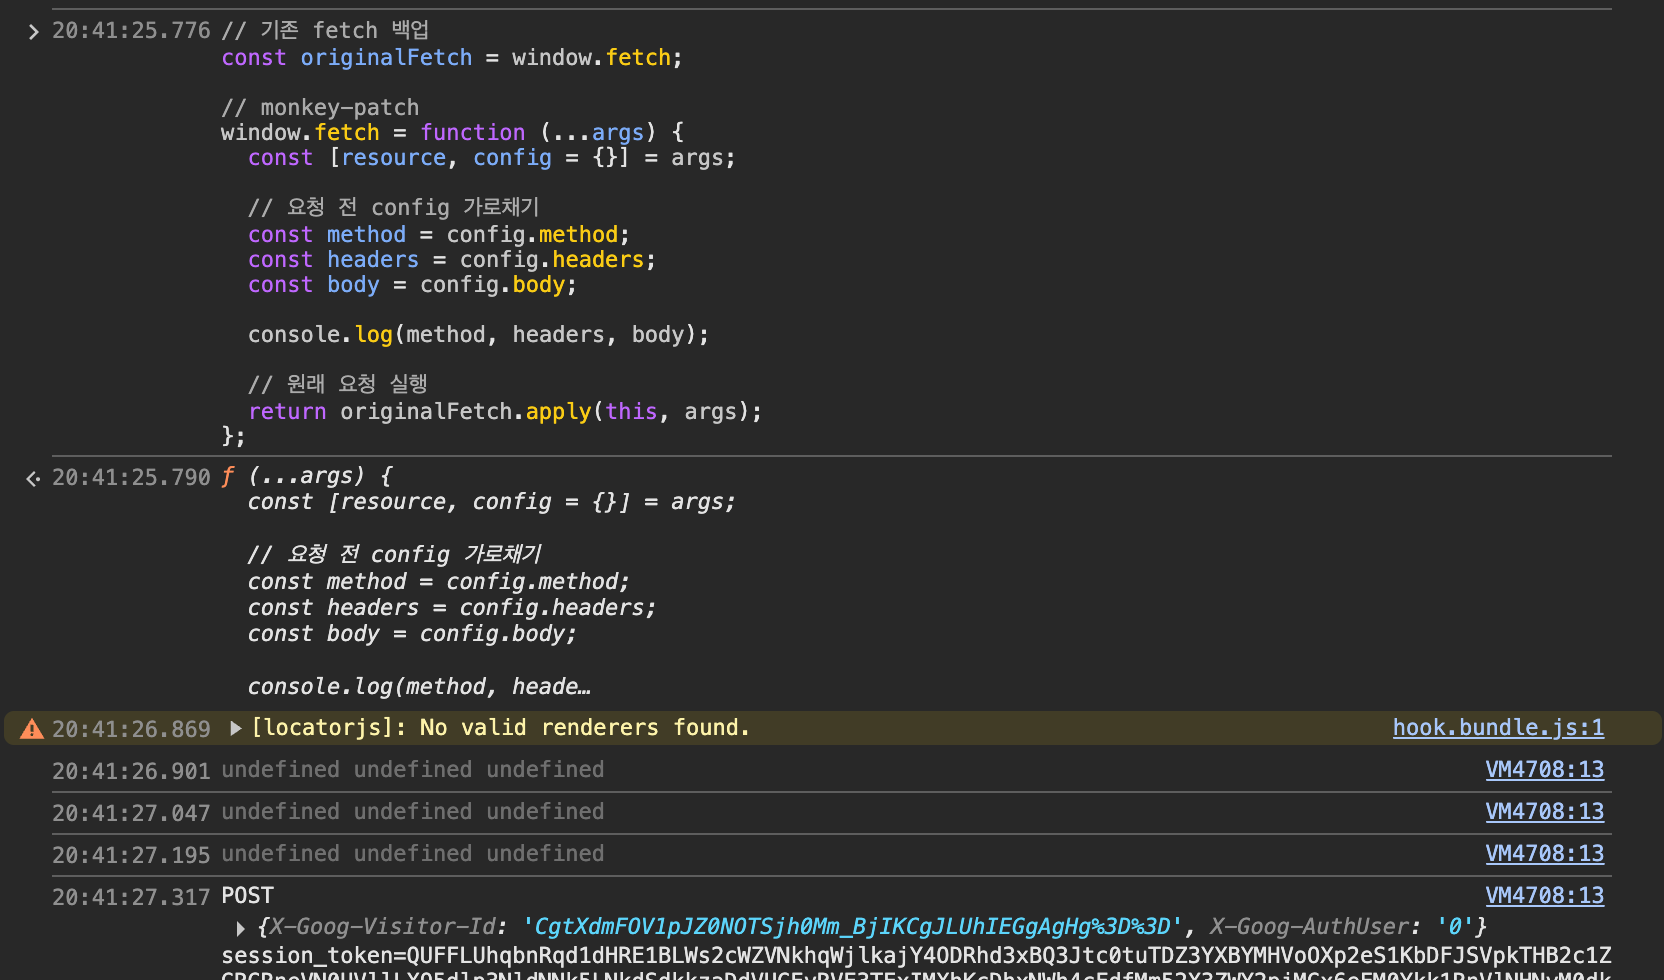 20:41:25.776 // 기존 fetch 백업
const originalFetch = window.fetch;
// monkey-patch
window.fetch = function (...args) {
const [resource, config = {}] = args;
// 요청 전 config 가로채기
const method = config.method;
const headers = config.headers;
const body = config.body;
console.log(method, headers, body);
// 원래 요청 실행
return originalFetch.apply(this, args);
};
20:41:25.790 ƒ (...args) {
const [resource, config = {}] = args;
// 요청 전 config 가로채기
const method = config.method;
const headers = config.headers;
const body = config.body;
console.log(method, heade…
20:41:26.869 [locatorjs]: No valid renderers found. hook.bundle.js:1
20:41:26.901 undefined undefined undefined VM4708:13
20:41:27.047 undefined undefined undefined VM4708:13
20:41:27.195 undefined undefined undefined VM4708:13
20:41:27.317 POST VM4708:13
{X-Goog-Visitor-Id: 'CgtXdmFOV1pJZ0NOTSjh0Mm_BjIKCgJLUhIEGgAgHg%3D%3D', X-Goog-AuthUser: '0'}
session_token=QUFFLUhqbnRqd1dHRE1BLWs2cWZVNkhqWjlkajY4ODRhd3xBQ3Jtc0tuTDZ3YXBYMHVoOXp2eS1KbDFJSVpkTHB2c1Z